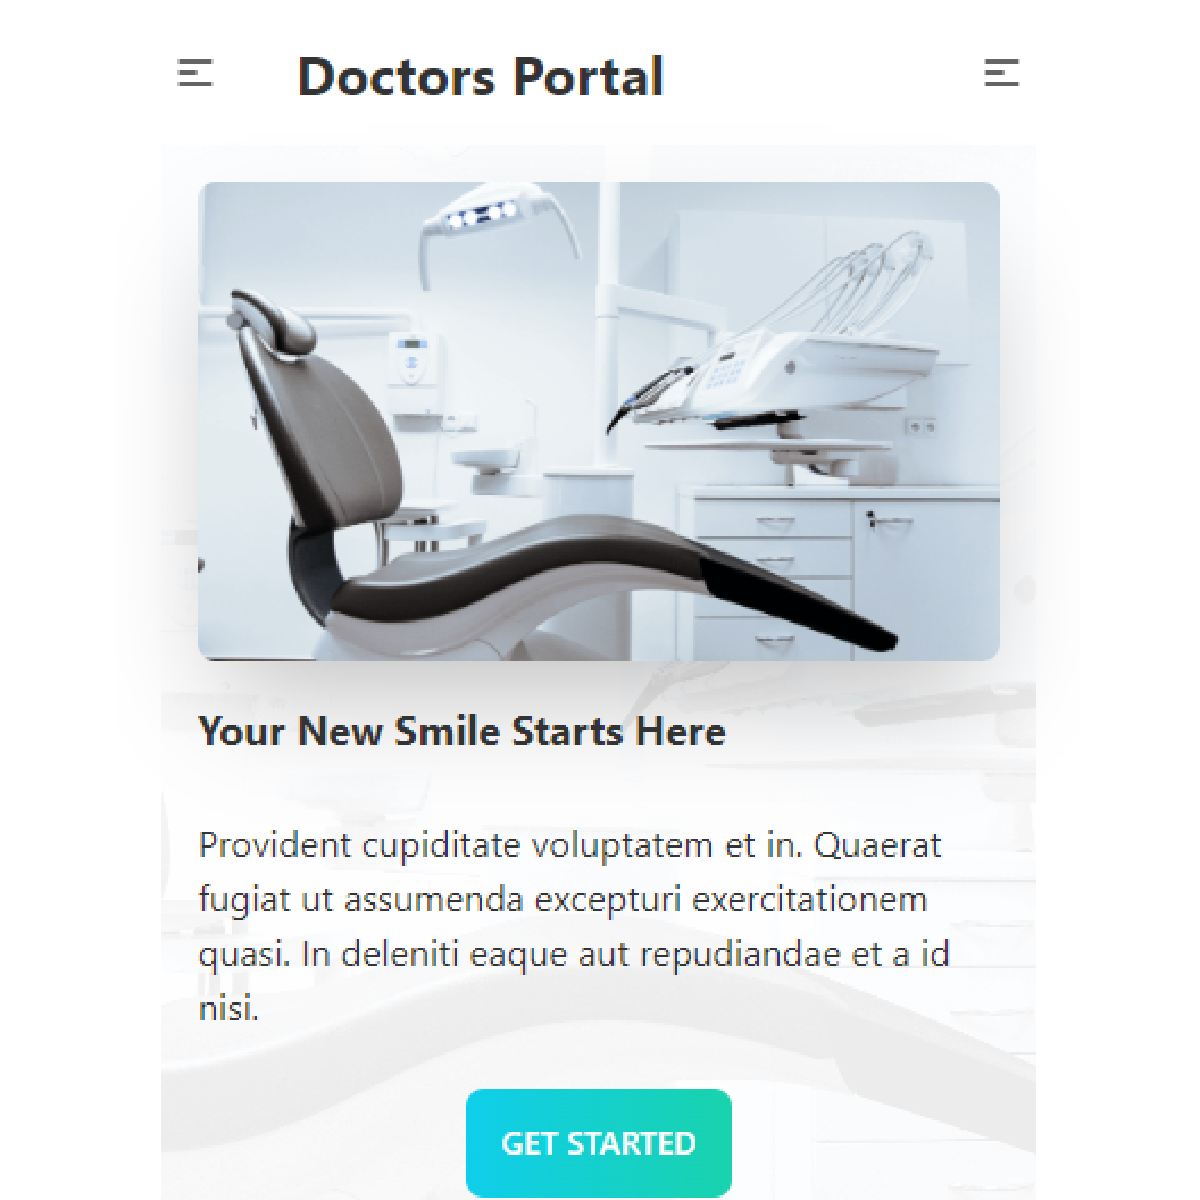 Doctors Portal
Your New Smile Starts Here
Provident cupiditate voluptatem et in. Quaerat
fugiat ut assumenda excepturi exercitationem
quasi. In deleniti eaque aut repudiandae et a id
nisi.
GET STARTED